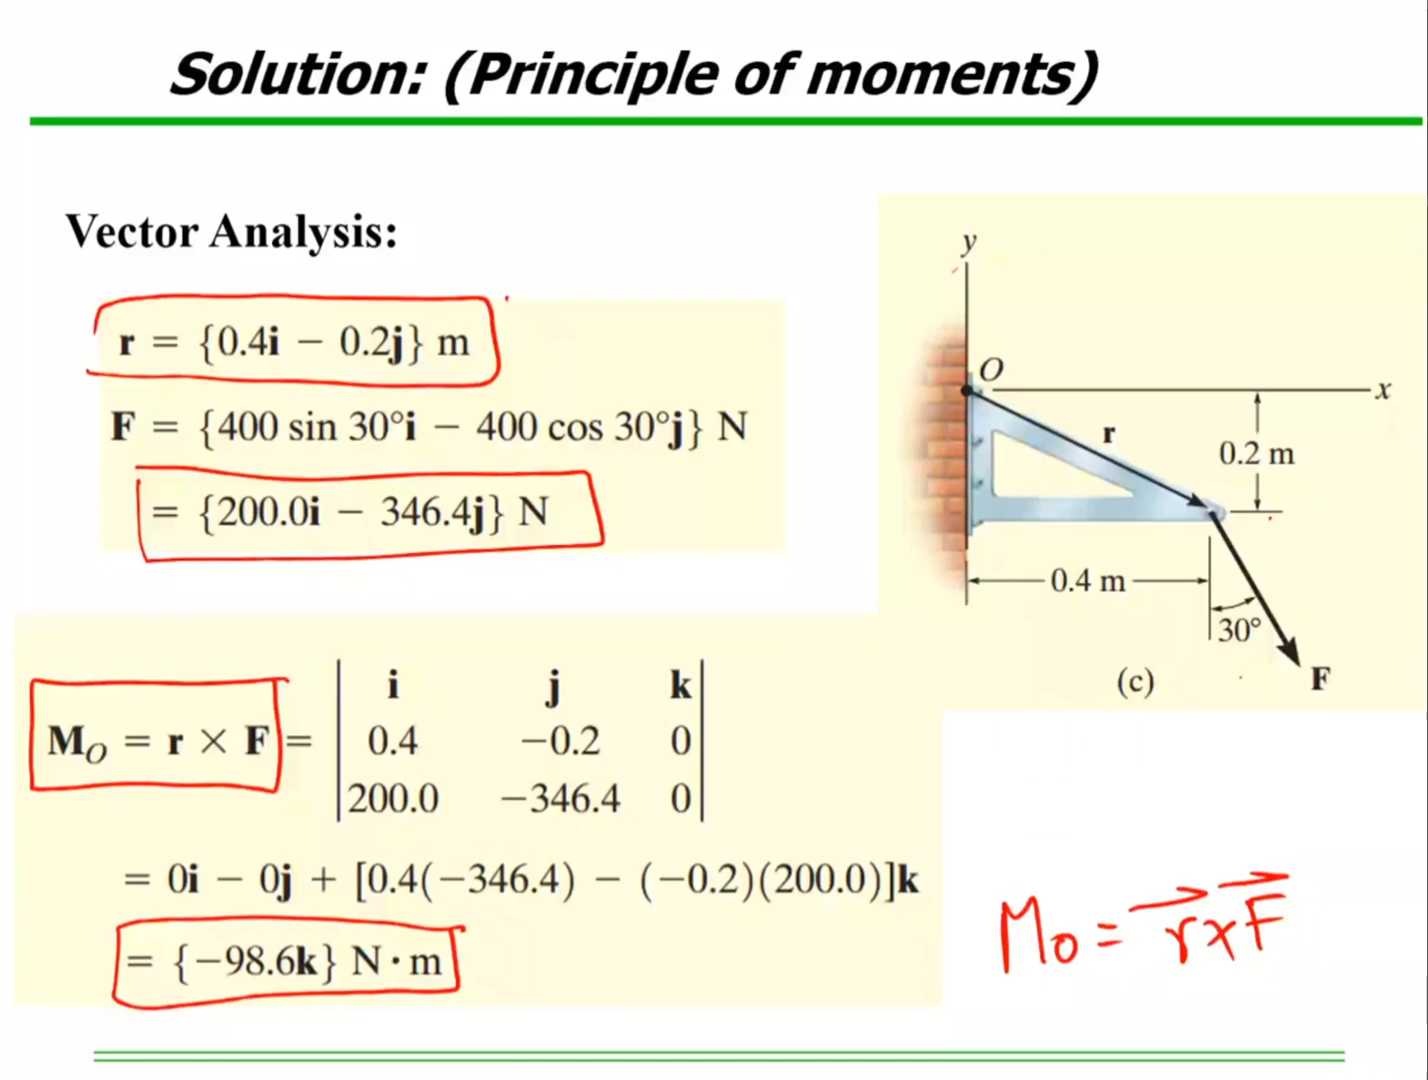 Solution: (Principle of moments)
Vector Analysis:
r = {0.4i − 0.2j} m
F = {400 sin 30°i − 400 cos 30°j} N
= {200.0i − 346.4j} N
y
O
x
r
0.2 m
0.4 m
30°
F
(c)
M_O = r × F =
i j k
0.4 −0.2 0
200.0 −346.4 0
= 0i − 0j + [0.4(−346.4) − (−0.2)(200.0)]k
= {−98.6k} N · m
Mo = r x F